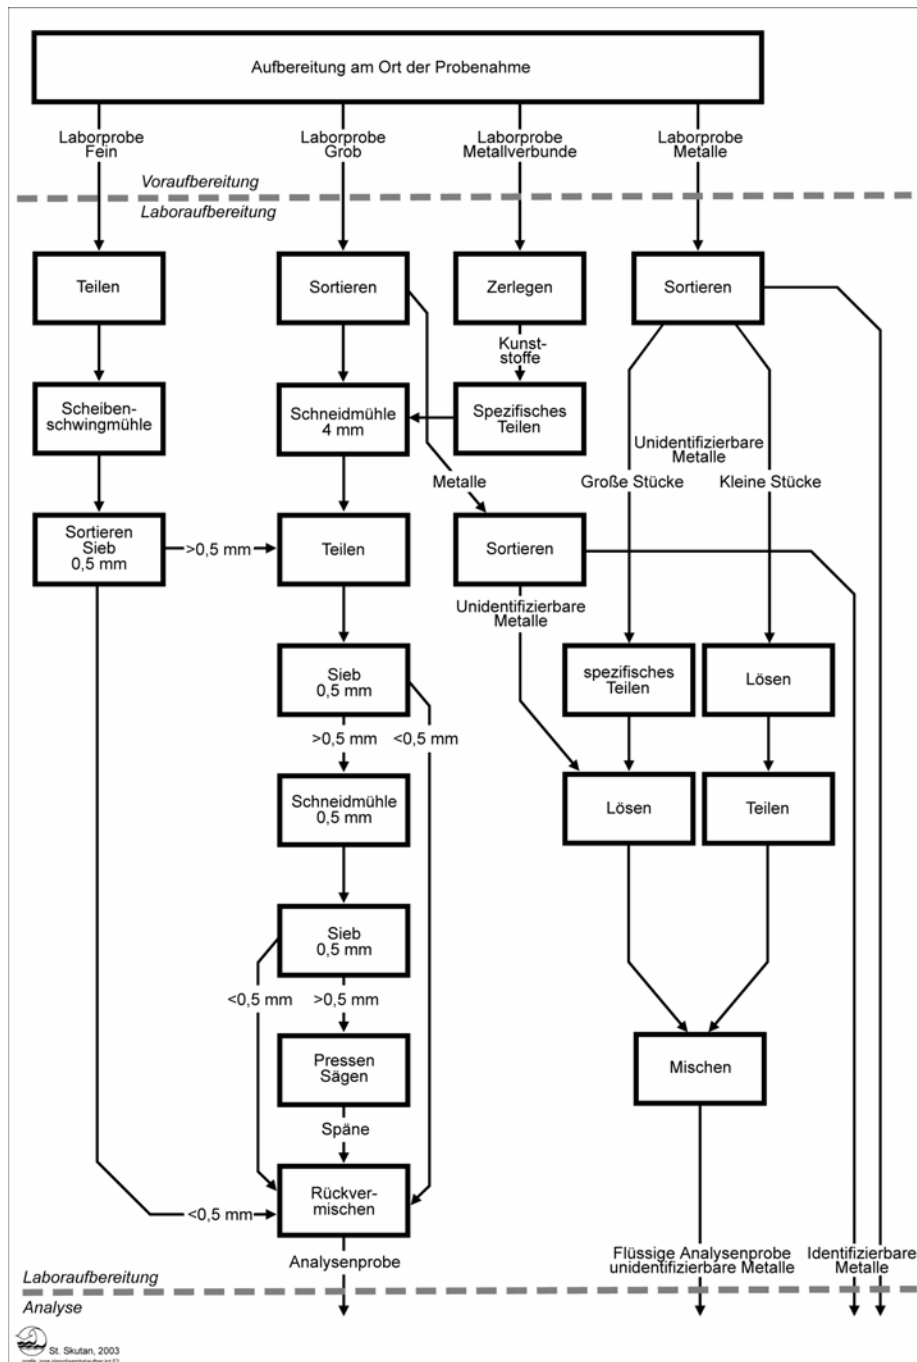 Aufbereitung am Ort der Probenahme
Laborprobe
Fein
Laborprobe
Grob
Laborprobe
Metallverbunde
Laborprobe
Metalle
Voraufbereitung
Laboraufbereitung
Teilen
Sortieren
Zerlegen
Sortieren
Kunst-
stoffe
Scheiben-
schwingmühle
Schneidmühle
4 mm
Spezifisches
Teilen
Unidentifizierbare
Metalle
Metalle
Große Stücke
Kleine Stücke
Sortieren
Sieb
0,5 mm
>0,5 mm
Teilen
Sortieren
Unidentifizierbare
Metalle
Sieb
0,5 mm
spezifisches
Teilen
Lösen
>0,5 mm
<0,5 mm
Schneidmühle
0,5 mm
Lösen
Teilen
Sieb
0,5 mm
<0,5 mm
>0,5 mm
Pressen
Sägen
Mischen
Späne
Rückver-
mischen
<0,5 mm
Analysenprobe
Flüssige Analysenprobe
unidentifizierbare Metalle
Identifizierbare
Metalle
Laboraufbereitung
Analyse
St. Skutan, 2003